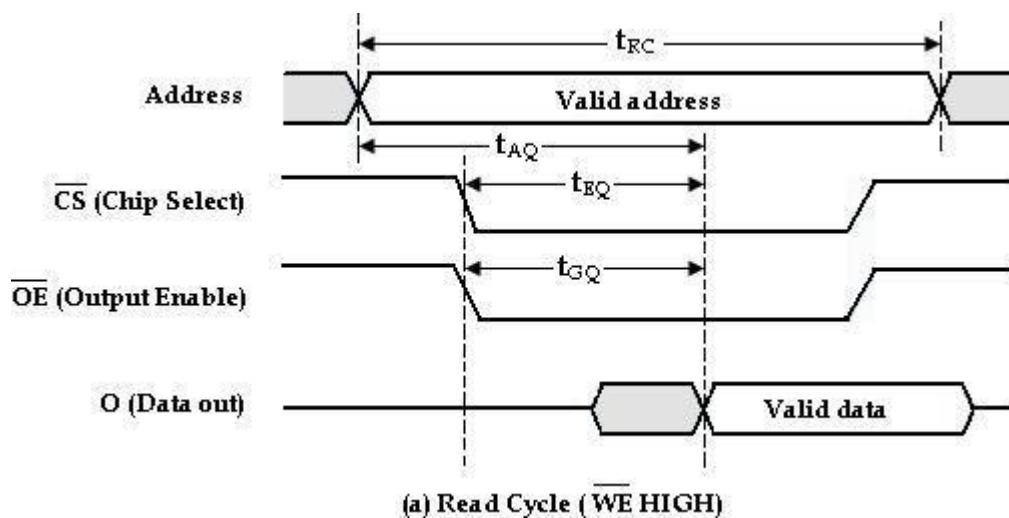 tRC
Address
Valid address
tAQ
CS (Chip Select)
tEQ
OE (Output Enable)
tGQ
O (Data out)
Valid data
(a) Read Cycle ( WE HIGH)